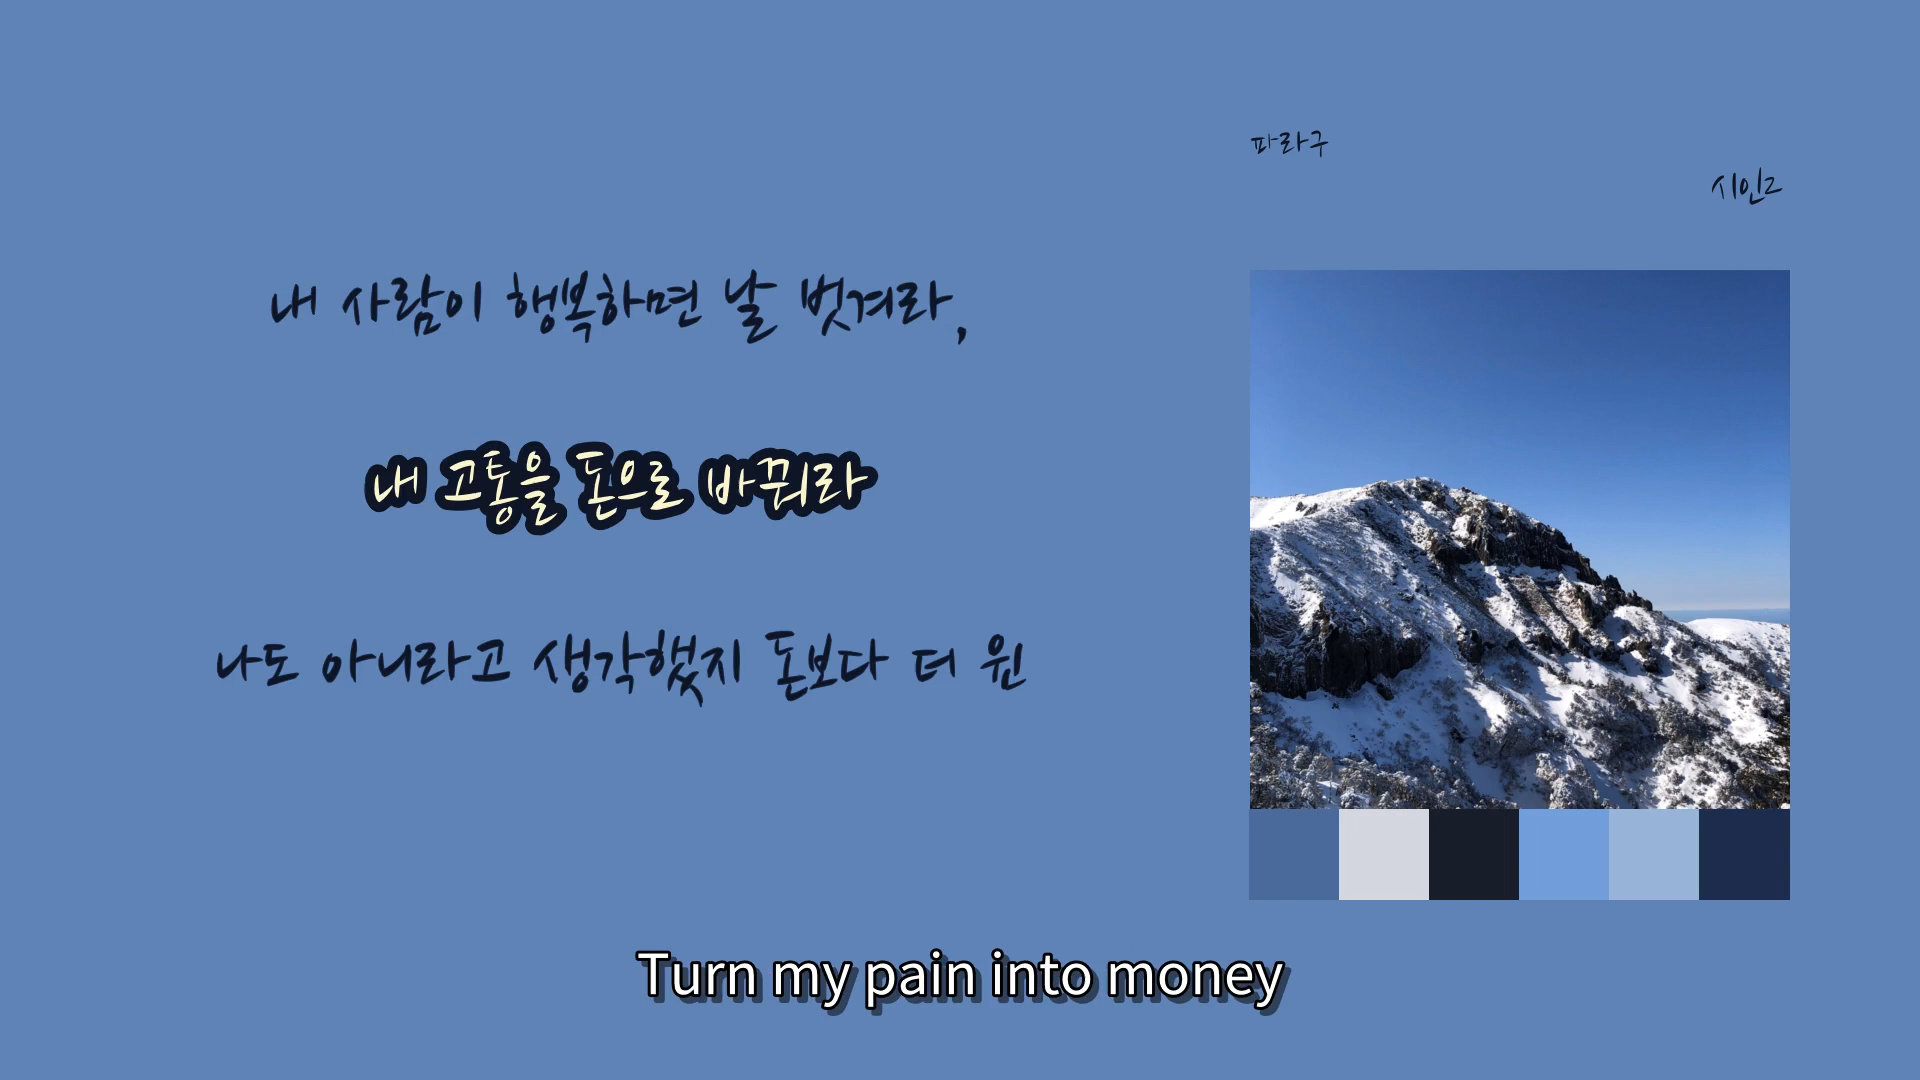 파라구
시인2
내 사람이 행복하면 날 벗겨라,
내 고통을 돈으로 바꿔라
나도 아니라고 생각했지 돈보다 더 원
Turn my pain into money